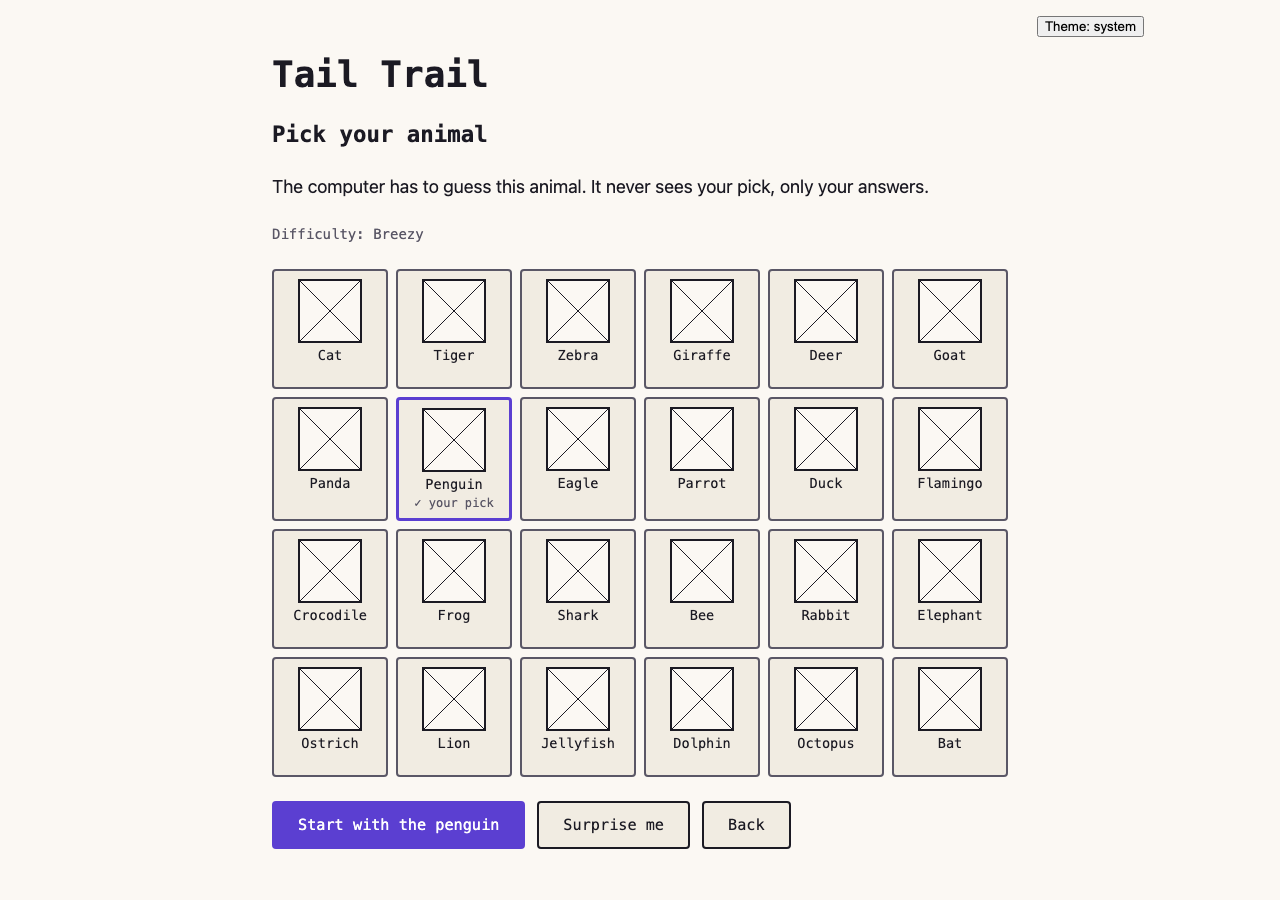 Theme: system
Tail Trail
Pick your animal
The computer has to guess this animal. It never sees your pick, only your answers.
Difficulty: Breezy
Cat Tiger Zebra Giraffe Deer Goat
Panda Penguin Eagle Parrot Duck Flamingo
✓ your pick
Crocodile Frog Shark Bee Rabbit Elephant
Ostrich Lion Jellyfish Dolphin Octopus Bat
Start with the penguin Surprise me Back